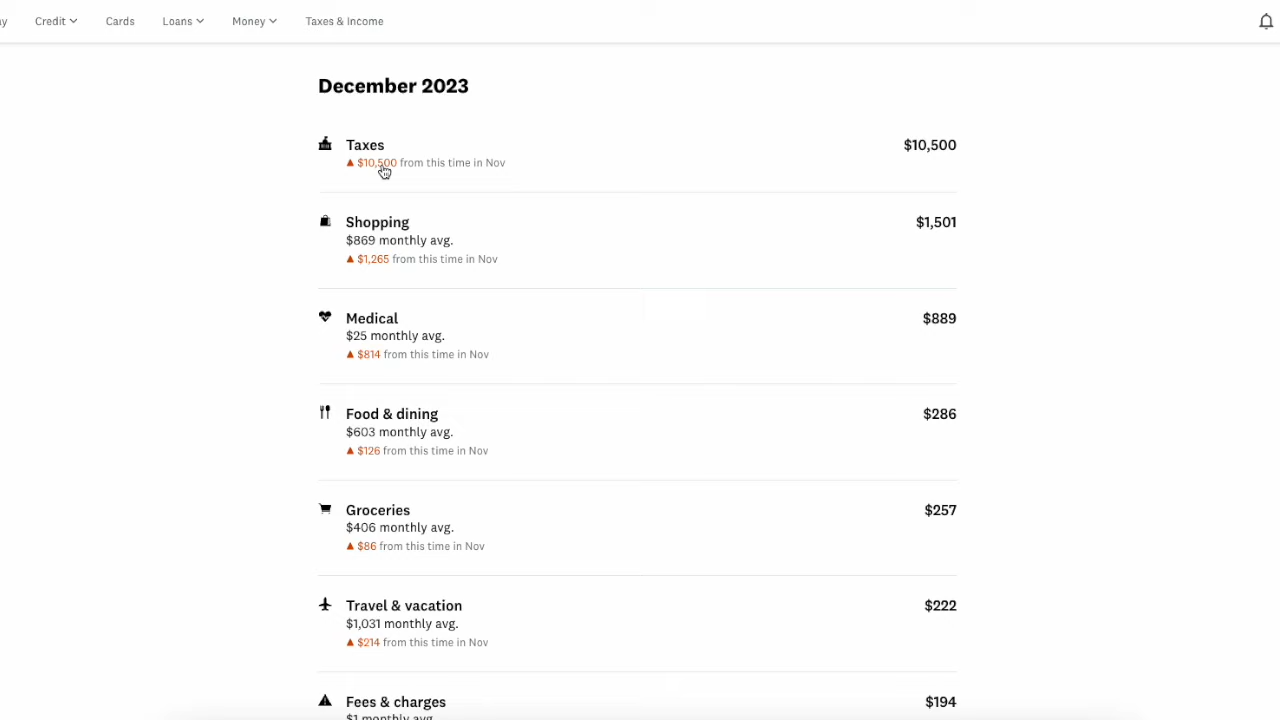 Credit Cards Loans Money Taxes & Income
December 2023
Taxes $10,500
▲ $10,500 from this time in Nov
Shopping $1,501
$869 monthly avg.
▲ $1,265 from this time in Nov
Medical $889
$25 monthly avg.
▲ $814 from this time in Nov
Food & dining $286
$603 monthly avg.
▲ $126 from this time in Nov
Groceries $257
$406 monthly avg.
▲ $86 from this time in Nov
Travel & vacation $222
$1,031 monthly avg.
▲ $214 from this time in Nov
Fees & charges $194
$1 monthly avg.